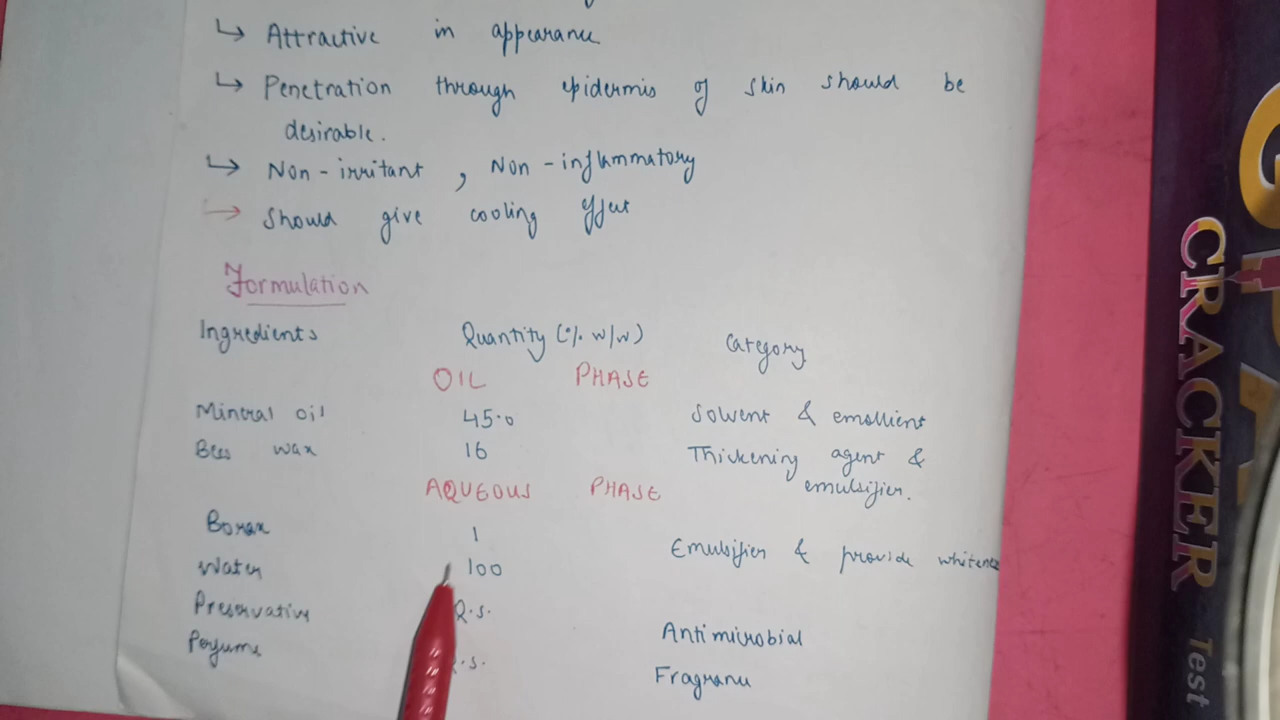 ↳ Attractive in appearance
↳ Penetration through epidermis of skin should be
desirable.
↳ Non-irritant, Non-inflammatory
→ Should give cooling effect
Formulation
Ingredients Quantity (% w/w) Category
OIL PHASE
Mineral oil 45.0 Solvent & emollient
Bees wax 16 Thickening agent &
emulsifier.
AQUEOUS PHASE
Borax 1 Emulsifier & provide whiteness
Water 100
Preservative Q.s. Antimicrobial
Perfume Q.s. Fragrance
CRACKER
Test